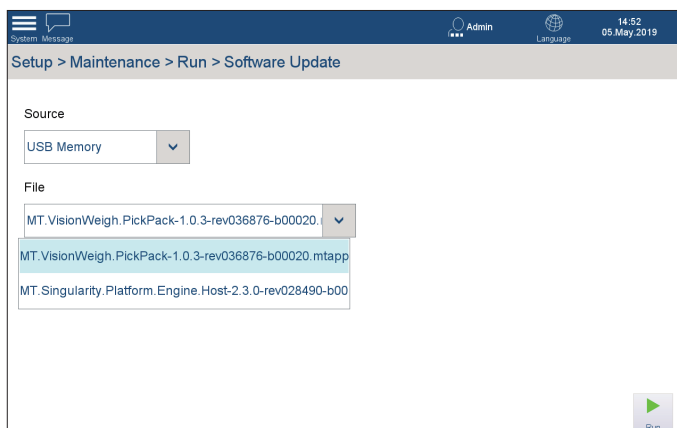 System Message
Admin
Language
14:52
05.May.2019
Setup > Maintenance > Run > Software Update
Source
USB Memory
File
MT.VisionWeigh.PickPack-1.0.3-rev036876-b00020.
MT.VisionWeigh.PickPack-1.0.3-rev036876-b00020.mtapp
MT.Singularity.Platform.Engine.Host-2.3.0-rev028490-b00
Run